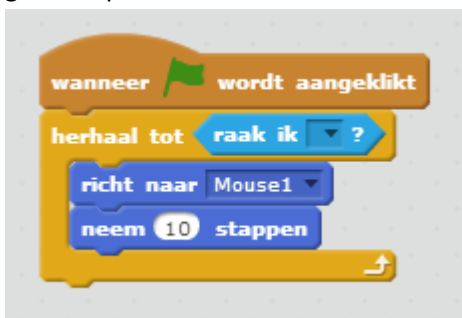 wanneer wordt aangeklikt
herhaal tot raak ik ?
richt naar Mouse1
neem 10 stappen